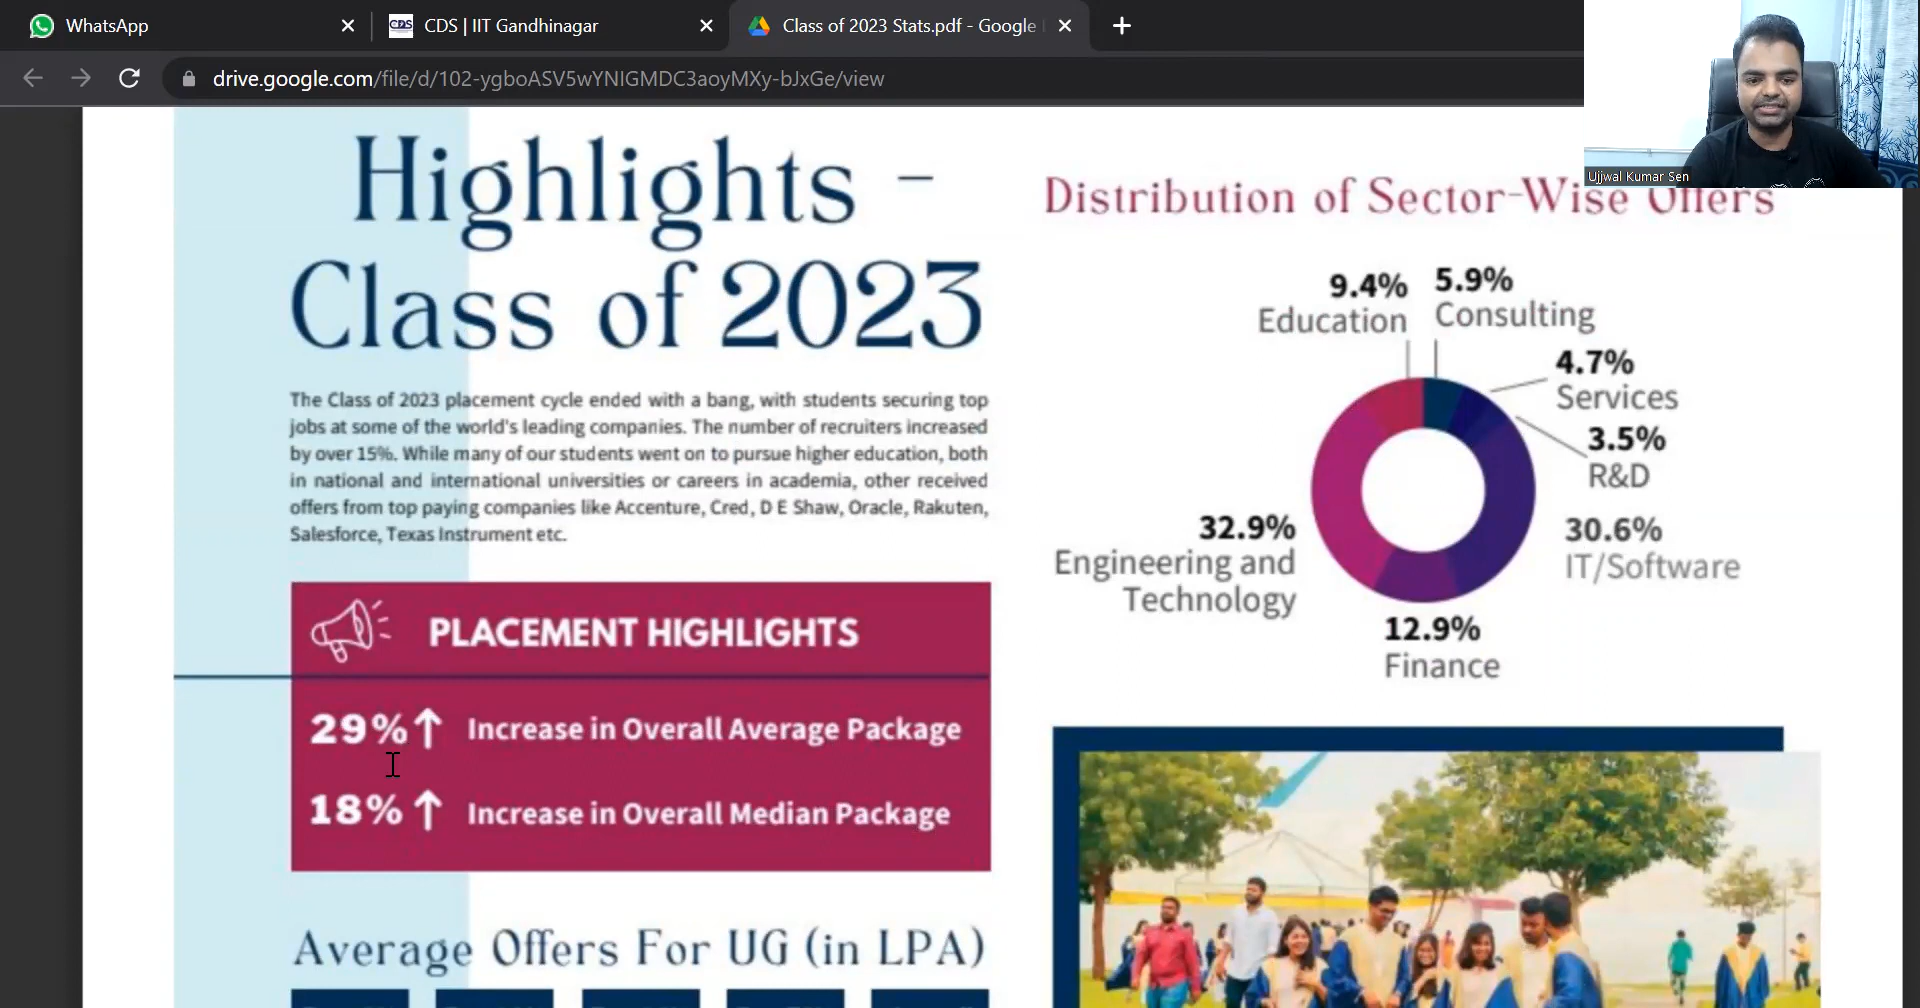 WhatsApp
CDS | IIT Gandhinagar
Class of 2023 Stats.pdf - Google
drive.google.com/file/d/102-ygboASV5wYNIGMDC3aoyMXy-bJxGe/view
Ujjwal Kumar Sen
Highlights -
Class of 2023
The Class of 2023 placement cycle ended with a bang, with students securing top
jobs at some of the world's leading companies. The number of recruiters increased
by over 15%. While many of our students went on to pursue higher education, both
in national and international universities or careers in academia, other received
offers from top paying companies like Accenture, Cred, D E Shaw, Oracle, Rakuten,
Salesforce, Texas Instrument etc.
PLACEMENT HIGHLIGHTS
29% ↑ Increase in Overall Average Package
18% ↑ Increase in Overall Median Package
Average Offers For UG (in LPA)
Distribution of Sector-Wise Offers
9.4%
Education
5.9%
Consulting
4.7%
Services
3.5%
R&D
30.6%
IT/Software
12.9%
Finance
32.9%
Engineering and
Technology